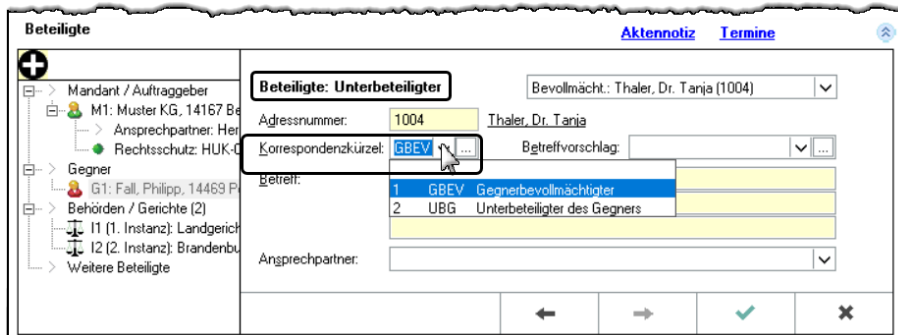 Beteiligte
Aktennotiz Termine
Mandant / Auftraggeber
M1: Muster KG, 14167 Be
Ansprechpartner: Her
Rechtsschutz: HUK-C
Gegner
G1: Fall, Philipp, 14469 P
Behörden / Gerichte (2)
I1 (1. Instanz): Landgerich
I2 (2. Instanz): Brandenbu
Weitere Beteiligte
Beteiligte: Unterbeteiligter
Bevollmächt.: Thaler, Dr. Tanja (1004)
Adressnummer: 1004 Thaler, Dr. Tanja
Korrespondenzkürzel: GBEV ... Betreffvorschlag: ...
Betreff:
1 GBEV Gegnerbevollmächtigter
2 UBG Unterbeteiligter des Gegners
Ansprechpartner: